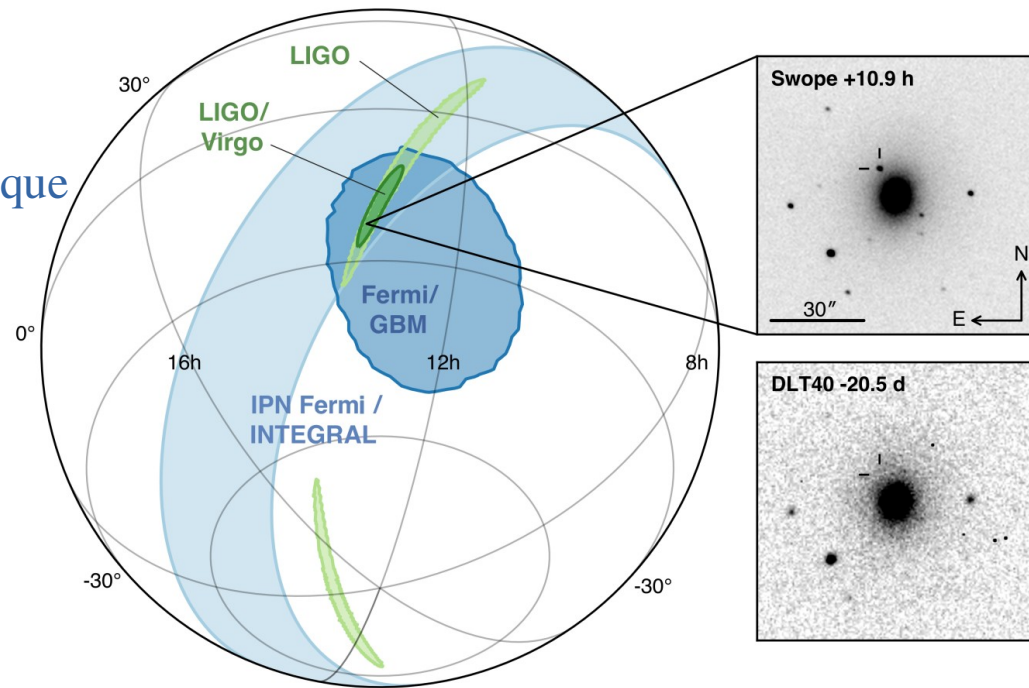 LIGO
30°
LIGO/
Virgo
que
Fermi/
GBM
0°
16h
12h
8h
IPN Fermi /
INTEGRAL
-30°
-30°
Swope +10.9 h
N
30″
E
DLT40 -20.5 d